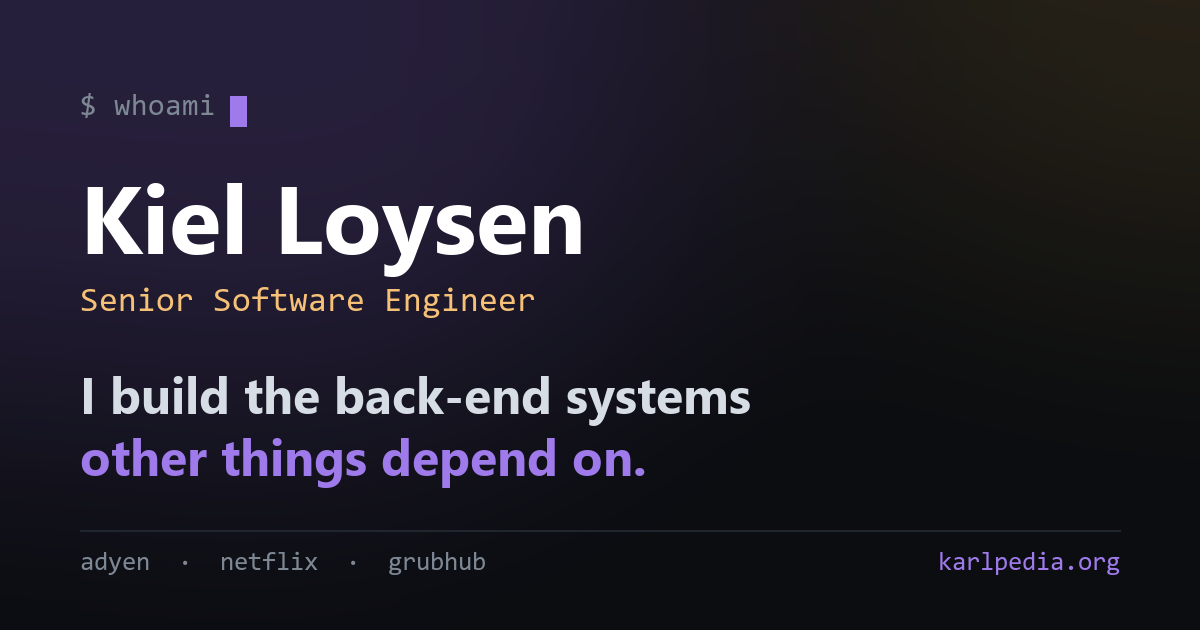 $ whoami
Kiel Loysen
Senior Software Engineer
I build the back-end systems
other things depend on.
adyen · netflix · grubhub
karlpedia.org